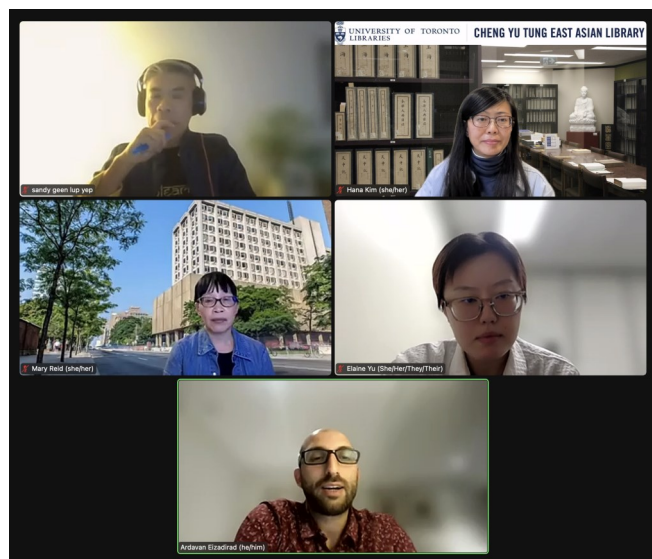 UNIVERSITY OF TORONTO
LIBRARIES
CHENG YU TUNG EAST ASIAN LIBRARY
sandy geen lup yep
Hana Kim (she/her)
Mary Reid (she/her)
Elaine Yu (She/Her/They/Their)
Ardavan Eizadirad (he/him)